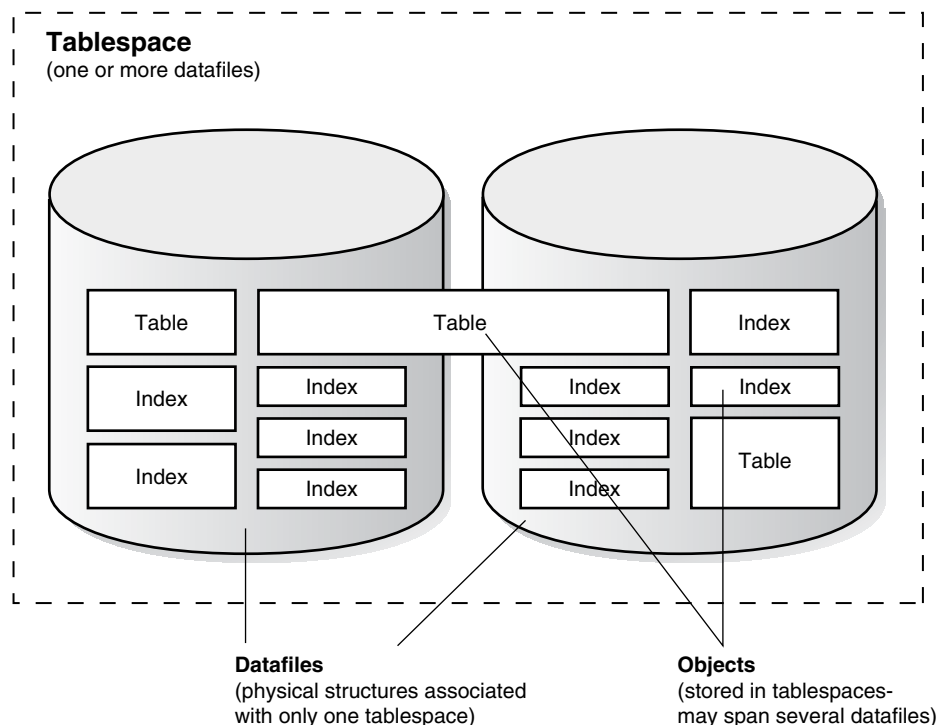 Tablespace
(one or more datafiles)
Table
Table
Index
Index
Index
Index
Index
Index
Index
Table
Index
Index
Index
Index
Datafiles
(physical structures associated
with only one tablespace)
Objects
(stored in tablespaces-
may span several datafiles)